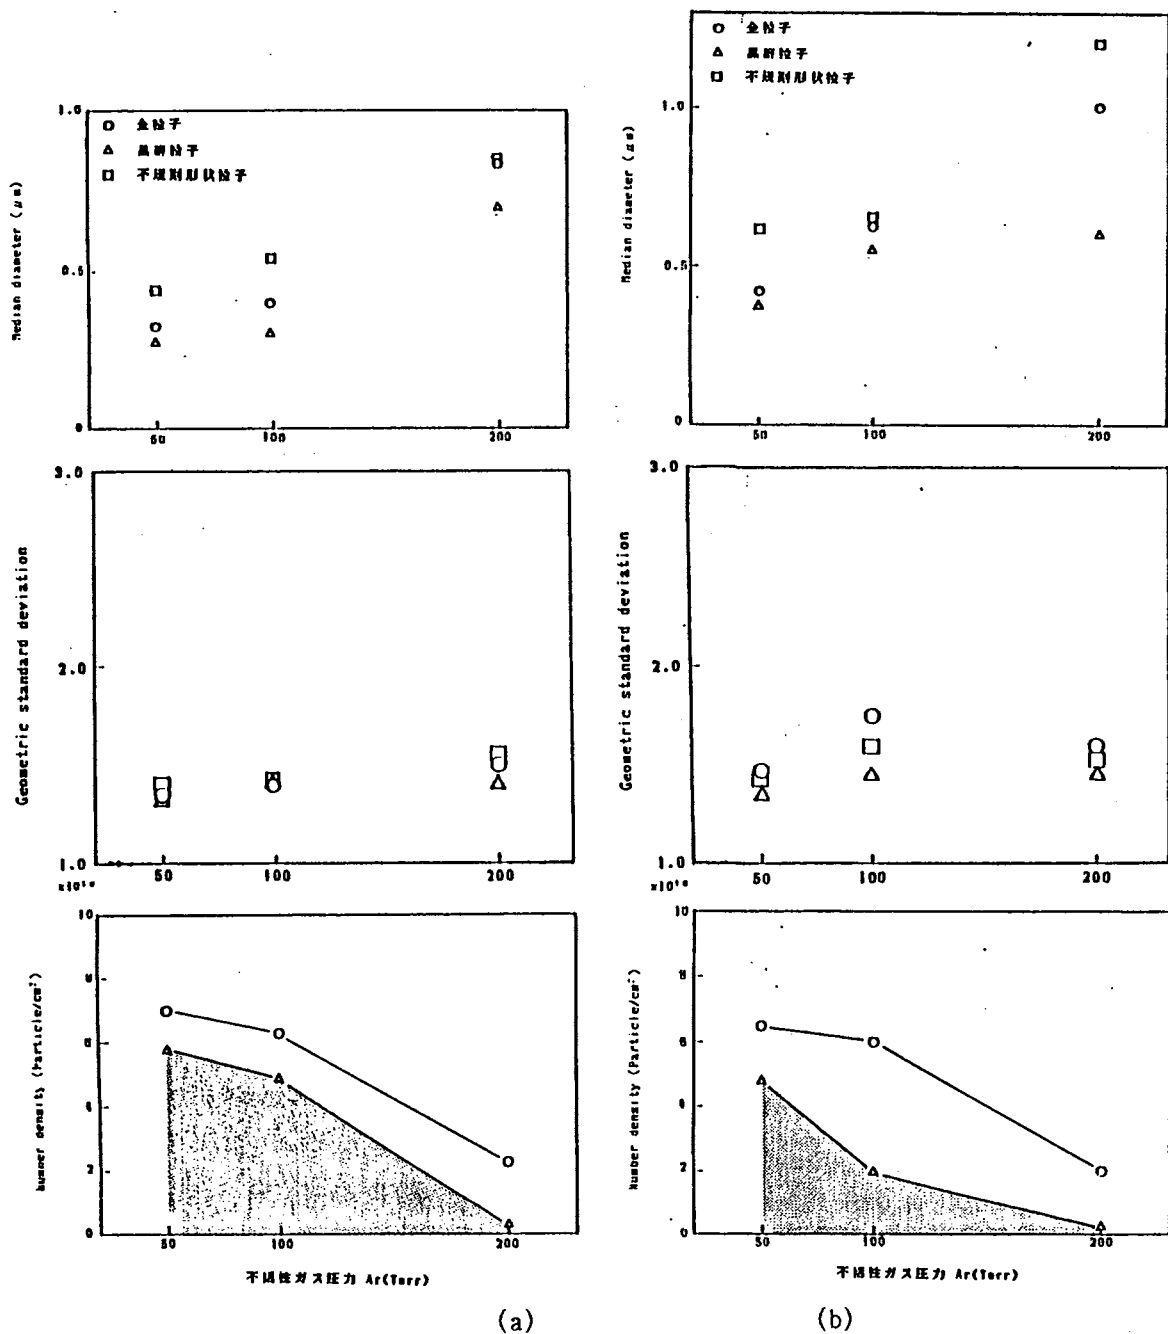 ○ 全粒子
△ 晶癖粒子
□ 不規則形状粒子
1.0
0.5
0
Median diameter (μm)
50 100 200
○ 全粒子
△ 晶癖粒子
□ 不規則形状粒子
1.0
0.5
0
Median diameter (μm)
50 100 200
3.0
2.0
1.0
Geometric standard deviation
50 100 200
3.0
2.0
1.0
Geometric standard deviation
50 100 200
×10¹⁰
10
8
6
4
2
0
Number density (Particle/cm²)
50 100 200
不活性ガス圧力 Ar(Torr)
(a)
×10¹⁰
10
8
6
4
2
0
Number density (Particle/cm²)
50 100 200
不活性ガス圧力 Ar(Torr)
(b)